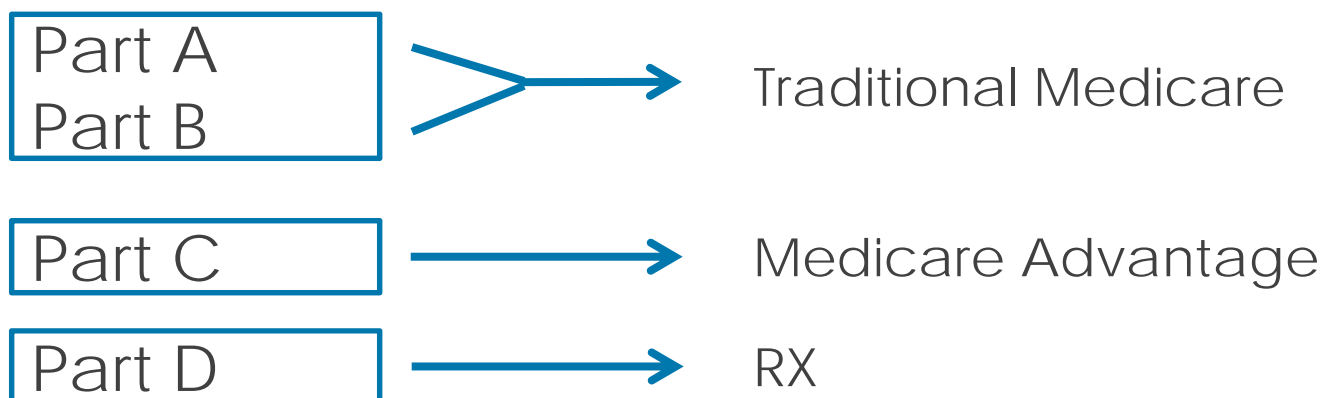 Part A
Part B
Traditional Medicare
Part C
Medicare Advantage
Part D
RX